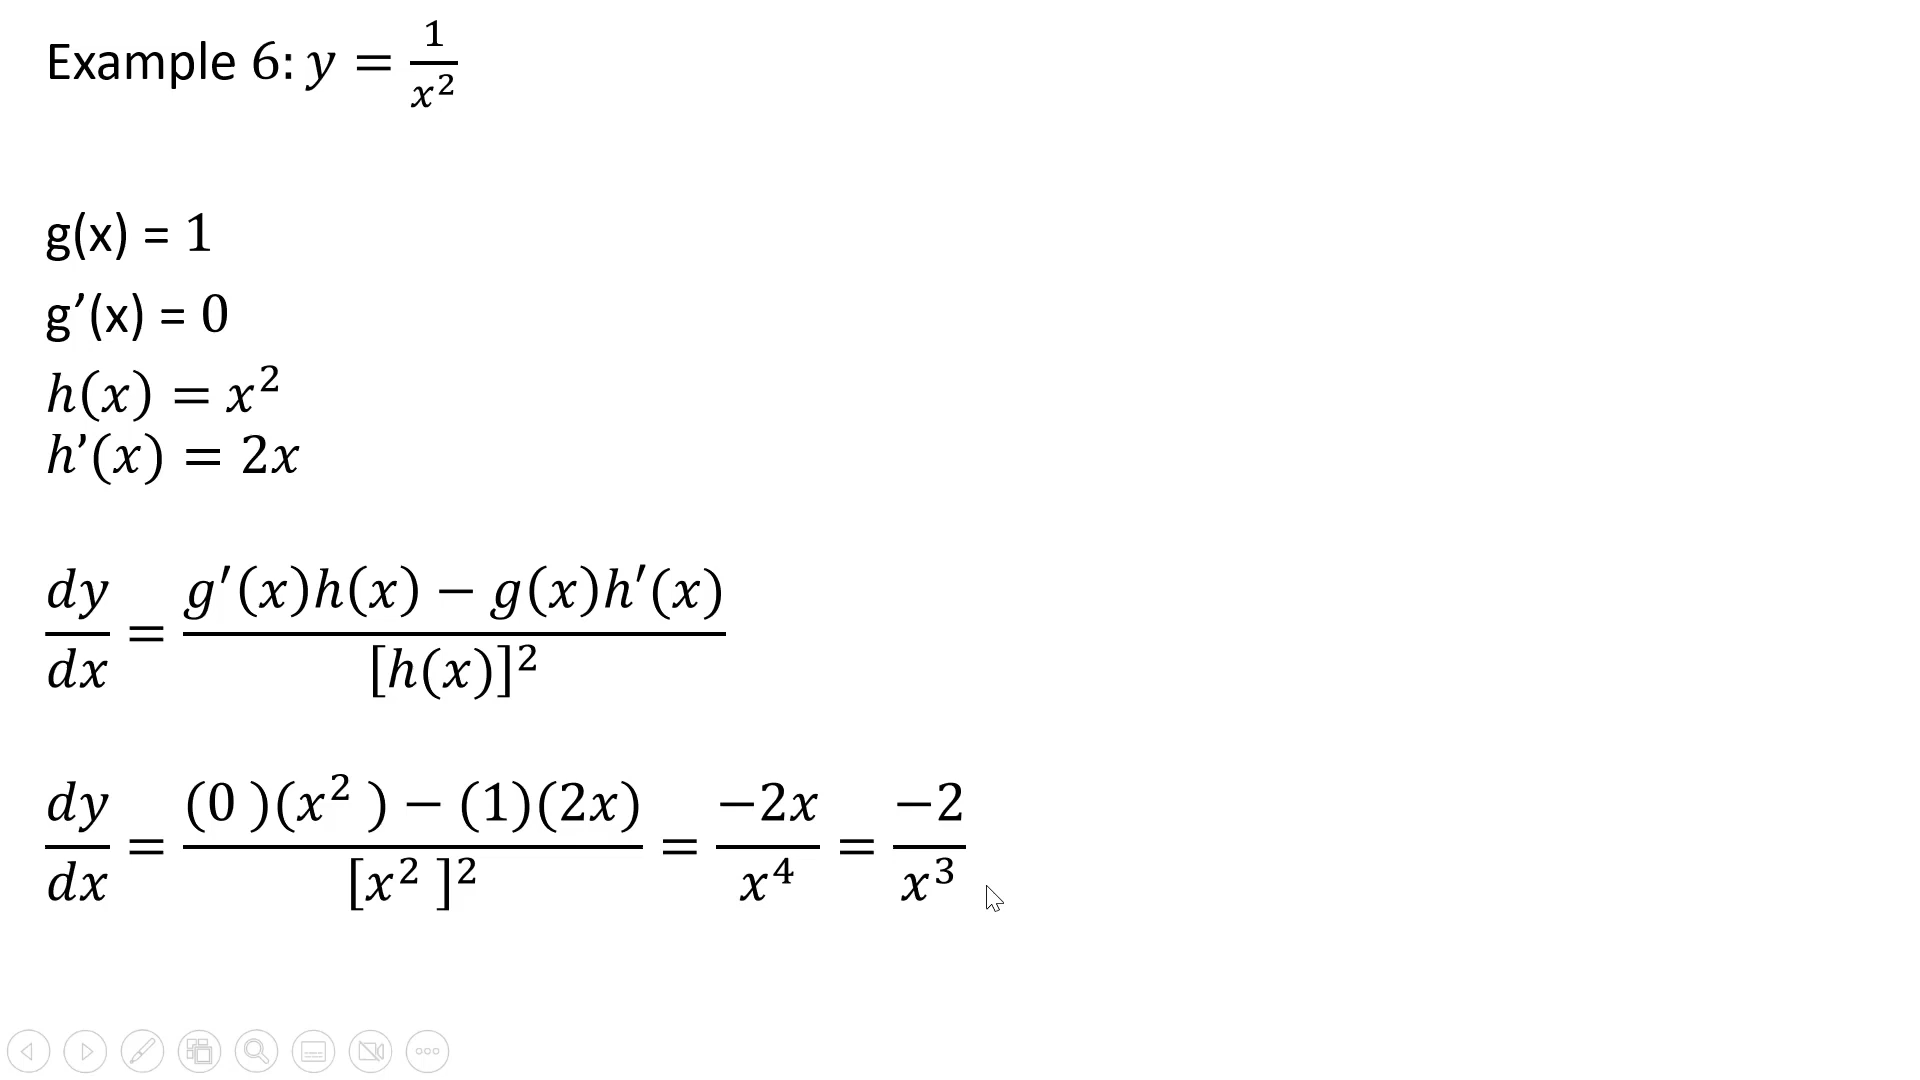 Example 6: y = 1/x²
g(x) = 1
g’(x) = 0
h(x) = x²
h’(x) = 2x
dy/dx = (g′(x)h(x) − g(x)h′(x))/[h(x)]²
dy/dx = ((0 )(x² ) − (1)(2x))/[x² ]² = −2x/x⁴ = −2/x³